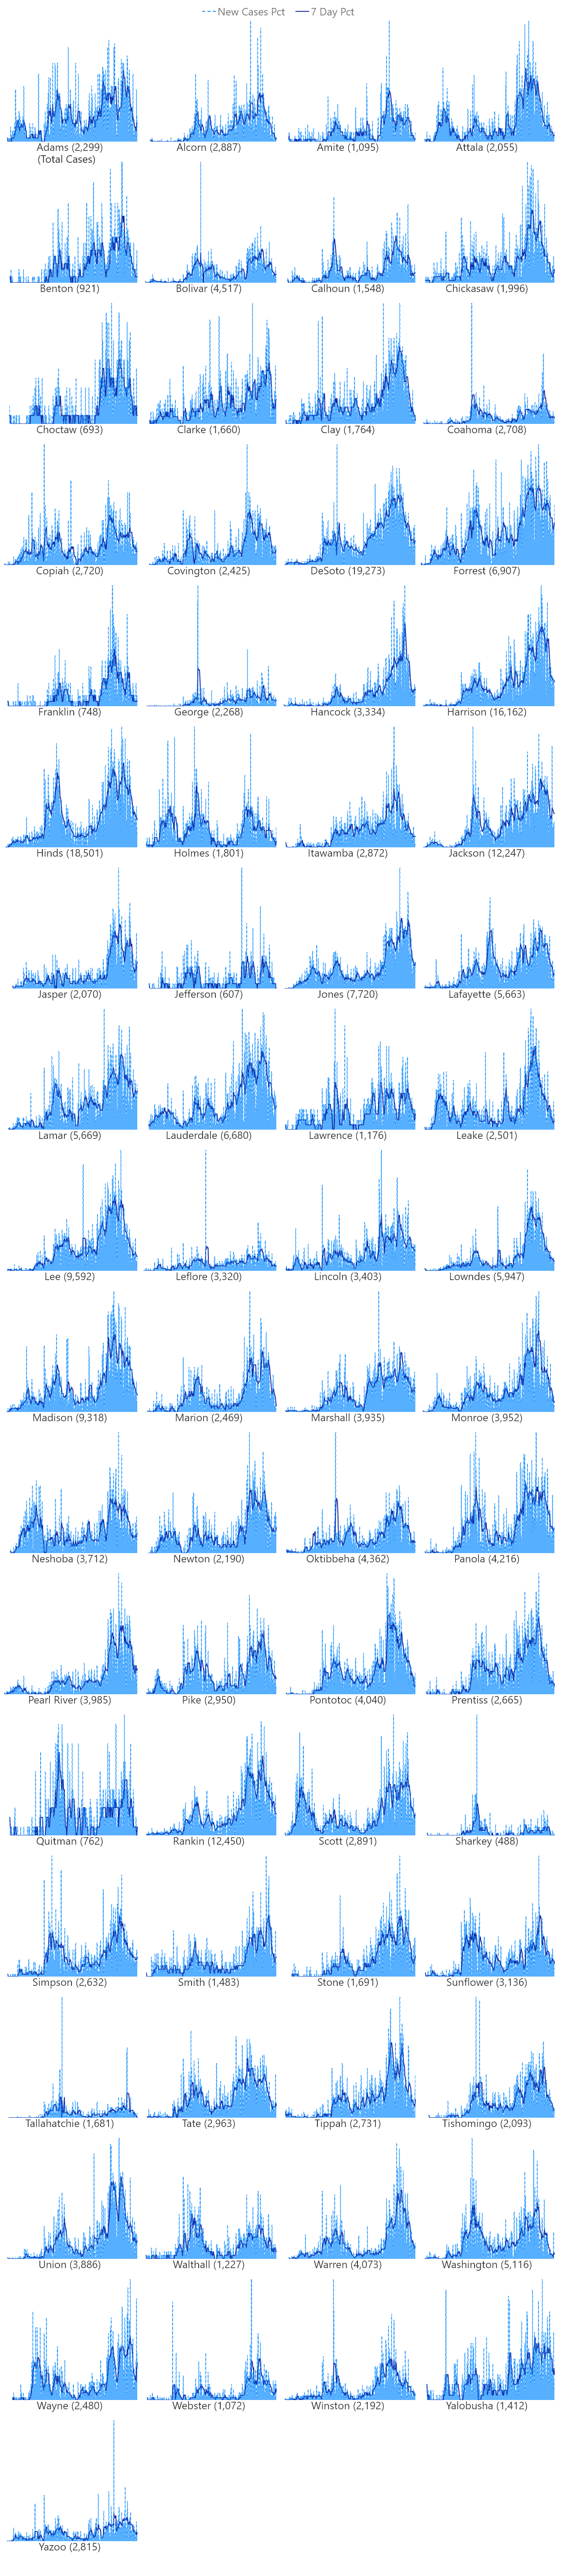 New Cases Pct 7 Day Pct
Adams (2,299) Alcorn (2,887) Amite (1,095) Attala (2,055)
(Total Cases)
Benton (921) Bolivar (4,517) Calhoun (1,548) Chickasaw (1,996)
Choctaw (693) Clarke (1,660) Clay (1,764) Coahoma (2,708)
Copiah (2,720) Covington (2,425) DeSoto (19,273) Forrest (6,907)
Franklin (748) George (2,268) Hancock (3,334) Harrison (16,162)
Hinds (18,501) Holmes (1,801) Itawamba (2,872) Jackson (12,247)
Jasper (2,070) Jefferson (607) Jones (7,720) Lafayette (5,663)
Lamar (5,669) Lauderdale (6,680) Lawrence (1,176) Leake (2,501)
Lee (9,592) Leflore (3,320) Lincoln (3,403) Lowndes (5,947)
Madison (9,318) Marion (2,469) Marshall (3,935) Monroe (3,952)
Neshoba (3,712) Newton (2,190) Oktibbeha (4,362) Panola (4,216)
Pearl River (3,985) Pike (2,950) Pontotoc (4,040) Prentiss (2,665)
Quitman (762) Rankin (12,450) Scott (2,891) Sharkey (488)
Simpson (2,632) Smith (1,483) Stone (1,691) Sunflower (3,136)
Tallahatchie (1,681) Tate (2,963) Tippah (2,731) Tishomingo (2,093)
Union (3,886) Walthall (1,227) Warren (4,073) Washington (5,116)
Wayne (2,480) Webster (1,072) Winston (2,192) Yalobusha (1,412)
Yazoo (2,815)